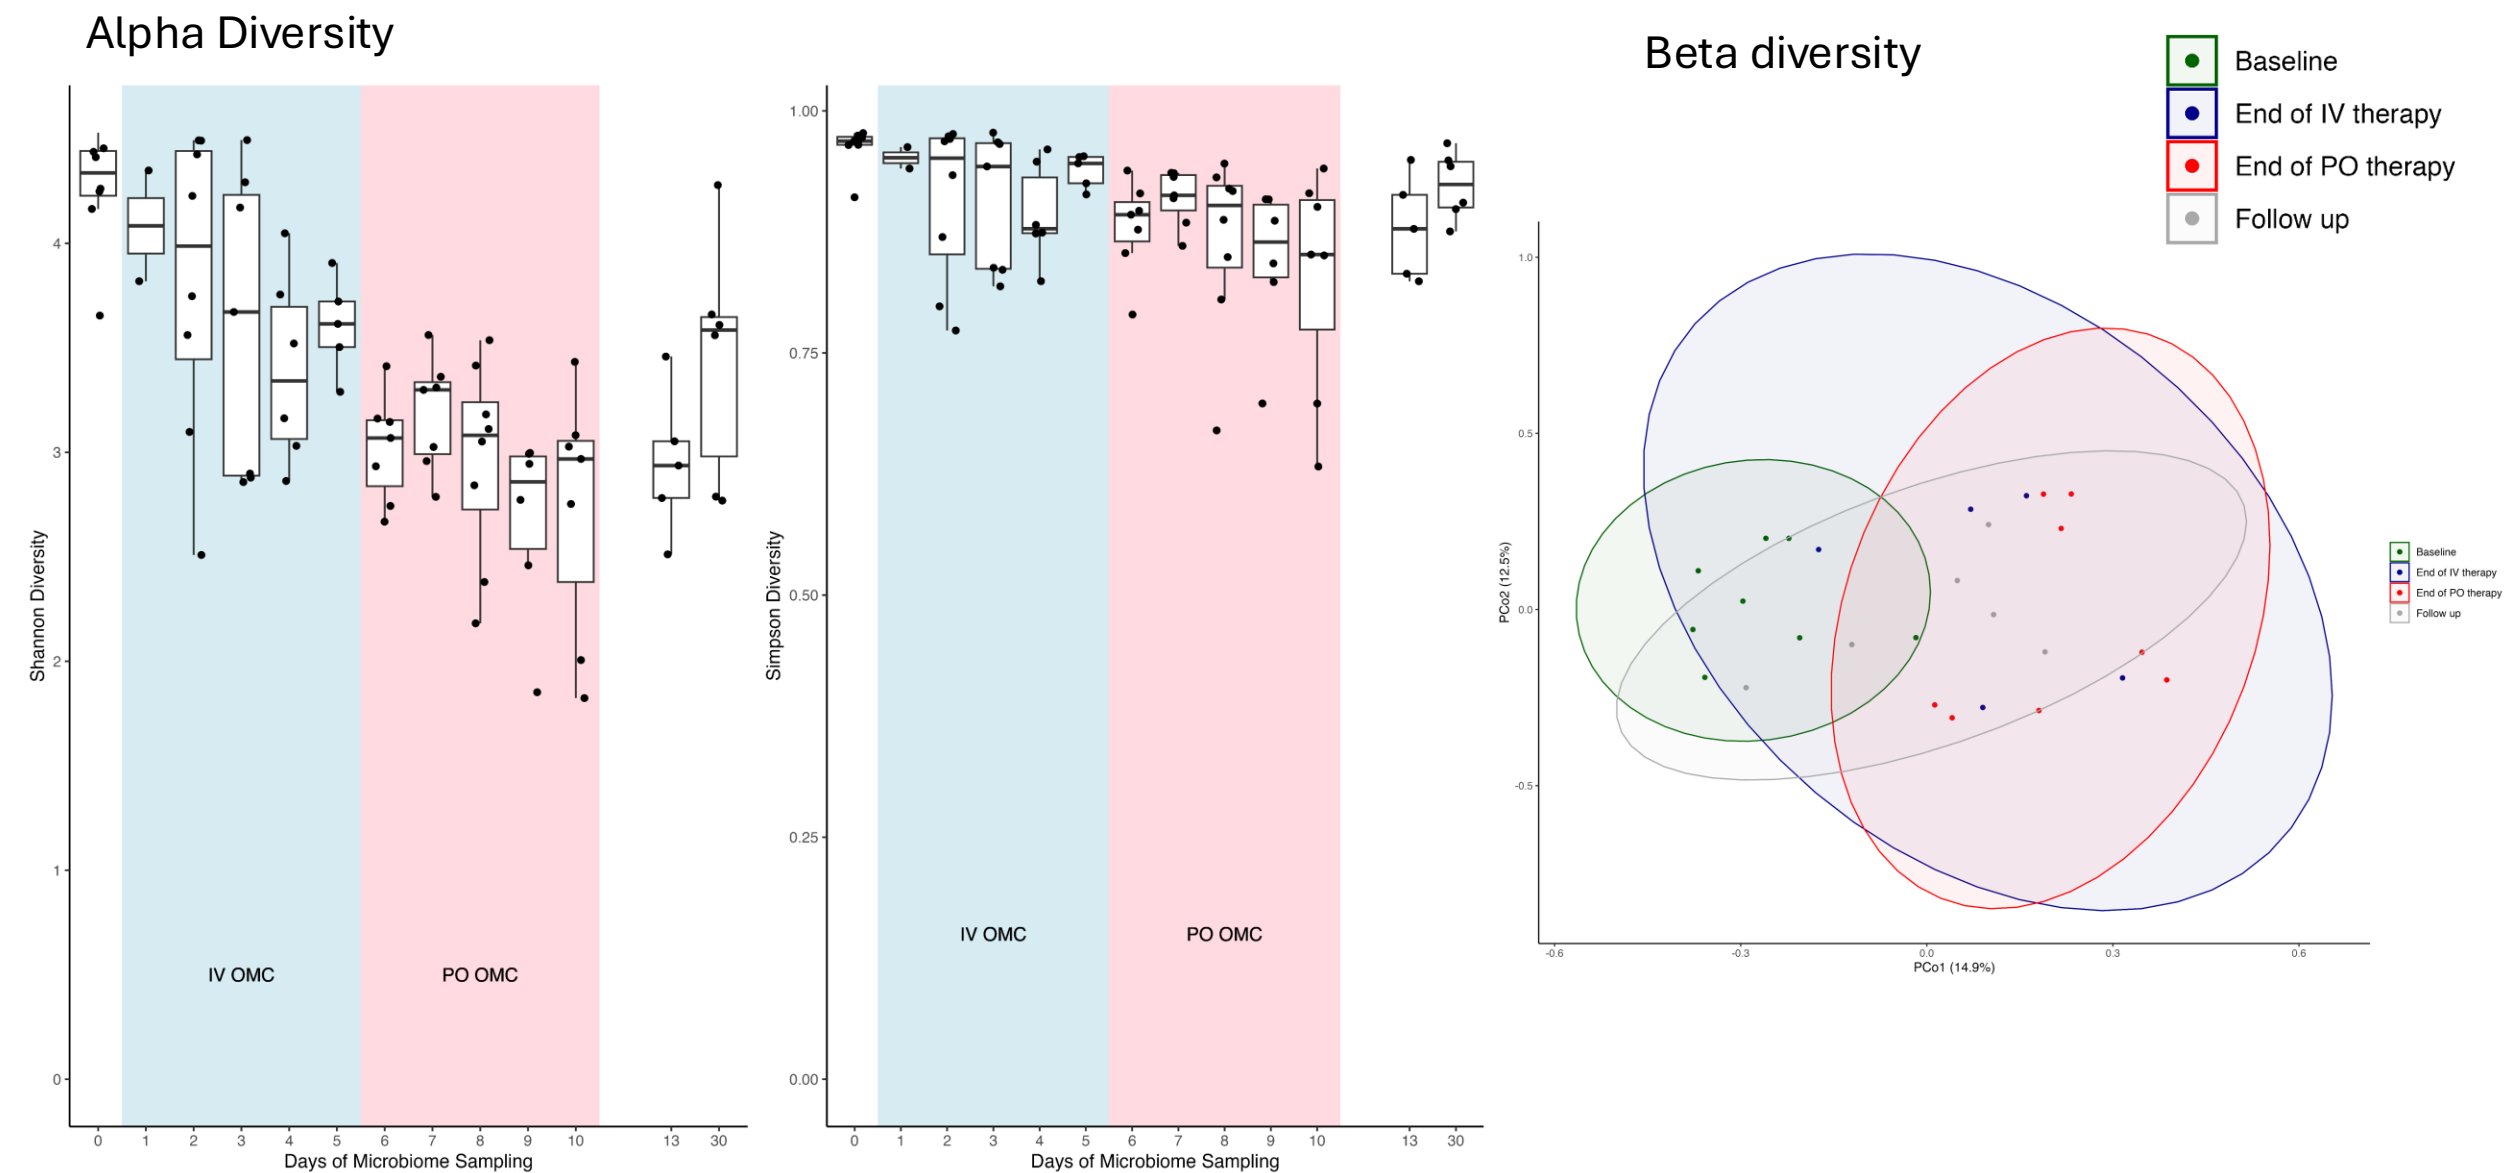 Alpha Diversity
Shannon Diversity
4
3
2
1
0
IV OMC
PO OMC
0 1 2 3 4 5 6 7 8 9 10 13 30
Days of Microbiome Sampling
Simpson Diversity
1.00
0.75
0.50
0.25
0.00
IV OMC
PO OMC
0 1 2 3 4 5 6 7 8 9 10 13 30
Days of Microbiome Sampling
Beta diversity
Baseline
End of IV therapy
End of PO therapy
Follow up
PCo2 (12.5%)
1.0
0.5
0.0
-0.5
-0.6 -0.3 0.0 0.3 0.6
PCo1 (14.9%)
Baseline
End of IV therapy
End of PO therapy
Follow up